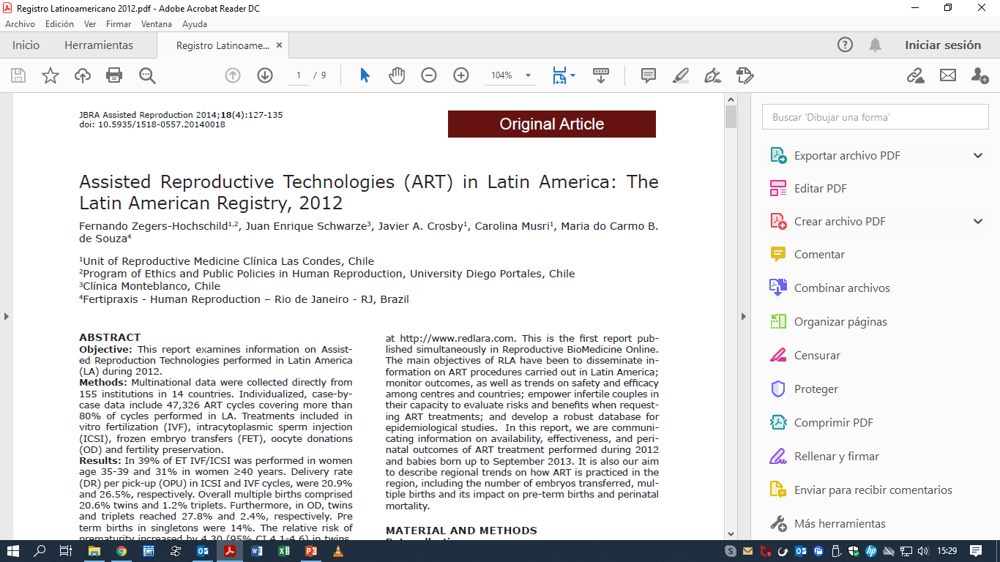 Registro Latinoamericano 2012.pdf - Adobe Acrobat Reader DC
Archivo Edición Ver Firmar Ventana Ayuda
Inicio Herramientas Registro Latinoame... Iniciar sesión
1 / 9 104%
JBRA Assisted Reproduction 2014;18(4):127-135
doi: 10.5935/1518-0557.20140018
Original Article
Assisted Reproductive Technologies (ART) in Latin America: The
Latin American Registry, 2012
Fernando Zegers-Hochschild1,2, Juan Enrique Schwarze3, Javier A. Crosby1, Carolina Musri1, Maria do Carmo B.
de Souza4
1Unit of Reproductive Medicine Clínica Las Condes, Chile
2Program of Ethics and Public Policies in Human Reproduction, University Diego Portales, Chile
3Clínica Monteblanco, Chile
4Fertipraxis - Human Reproduction – Rio de Janeiro - RJ, Brazil
ABSTRACT
Objective: This report examines information on Assist-
ed Reproduction Technologies performed in Latin America
(LA) during 2012.
Methods: Multinational data were collected directly from
155 institutions in 14 countries. Individualized, case-by-
case data include 47,326 ART cycles covering more than
80% of cycles performed in LA. Treatments included in
vitro fertilization (IVF), intracytoplasmic sperm injection
(ICSI), frozen embryo transfers (FET), oocyte donations
(OD) and fertility preservation.
Results: In 39% of ET IVF/ICSI was performed in women
age 35-39 and 31% in women ≥40 years. Delivery rate
(DR) per pick-up (OPU) in ICSI and IVF cycles, were 20.9%
and 26.5%, respectively. Overall multiple births comprised
20.6% twins and 1.2% triplets. Furthermore, in OD, twins
and triplets reached 27.8% and 2.4%, respectively. Pre
term births in singletons were 14%. The relative risk of
prematurity increased by 4.30 (95% CI 4.1-4.6) in twins
at http://www.redlara.com. This is the first report pub-
lished simultaneously in Reproductive BioMedicine Online.
The main objectives of RLA have been to disseminate in-
formation on ART procedures carried out in Latin America;
monitor outcomes, as well as trends on safety and efficacy
among centres and countries; empower infertile couples in
their capacity to evaluate risks and benefits when request-
ing ART treatments; and develop a robust database for
epidemiological studies. In this report, we are communi-
cating information on availability, effectiveness, and peri-
natal outcomes of ART treatment performed during 2012
and babies born up to September 2013. It is also our aim
to describe regional trends on how ART is practiced in the
region, including the number of embryos transferred, mul-
tiple births and its impact on pre-term births and perinatal
mortality.
MATERIAL AND METHODS
Buscar 'Dibujar una forma'
Exportar archivo PDF
Editar PDF
Crear archivo PDF
Comentar
Combinar archivos
Organizar páginas
Censurar
Proteger
Comprimir PDF
Rellenar y firmar
Enviar para recibir comentarios
Más herramientas
15:29